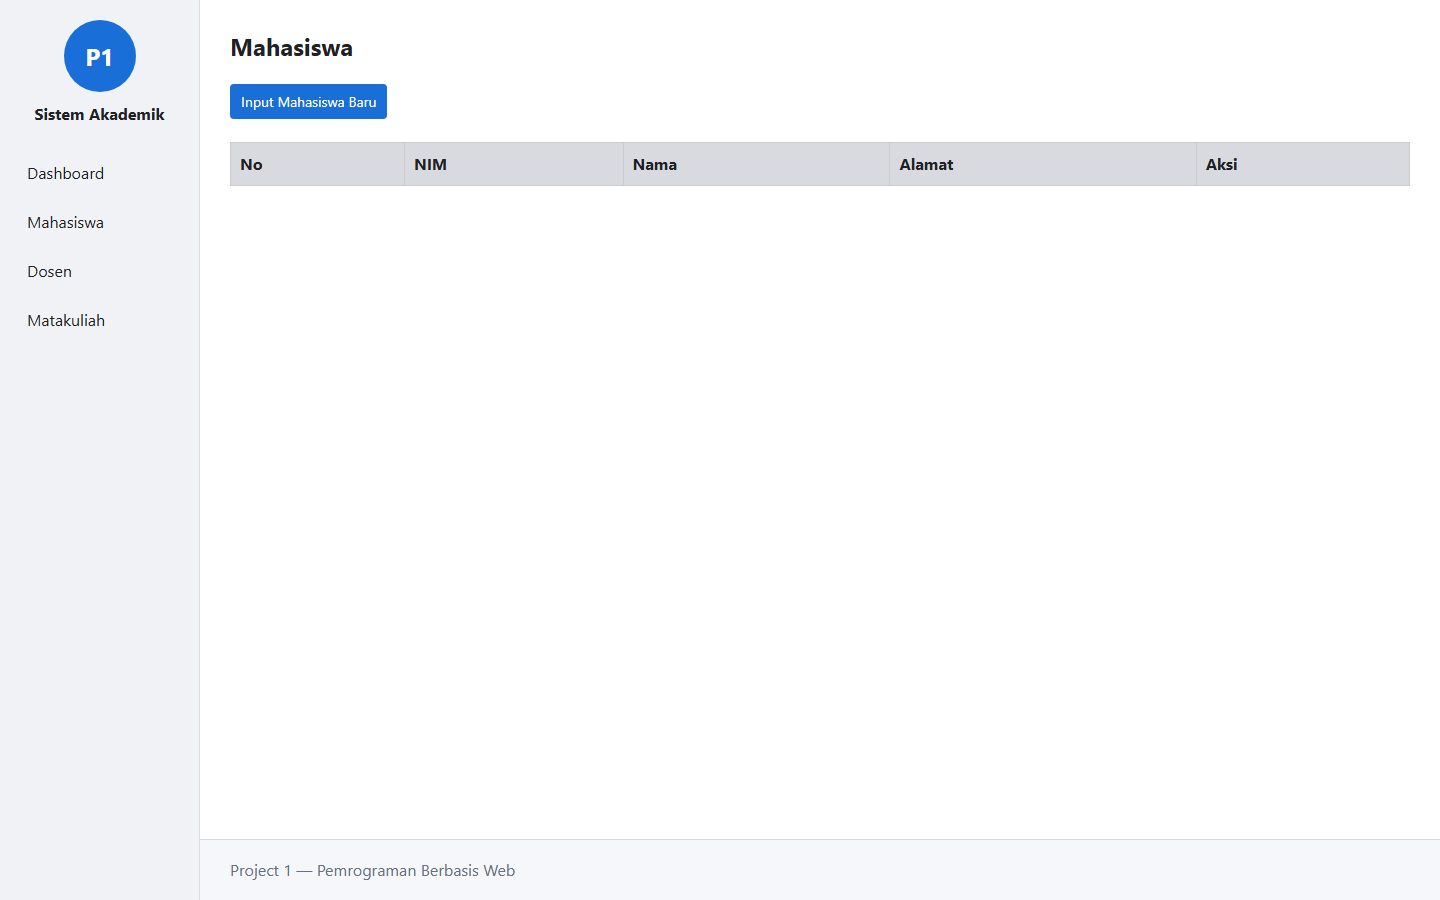 P1
Sistem Akademik
Dashboard
Mahasiswa
Dosen
Matakuliah
Mahasiswa
Input Mahasiswa Baru
No NIM Nama Alamat Aksi
Project 1 — Pemrograman Berbasis Web